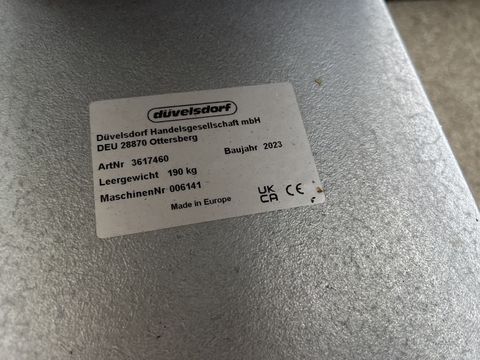 düvelsdorf
Düvelsdorf Handelsgesellschaft mbH
DEU 28870 Ottersberg
ArtNr 3617460 Baujahr 2023
Leergewicht 190 kg
MaschinenNr 006141
UK CA CE
Made in Europe